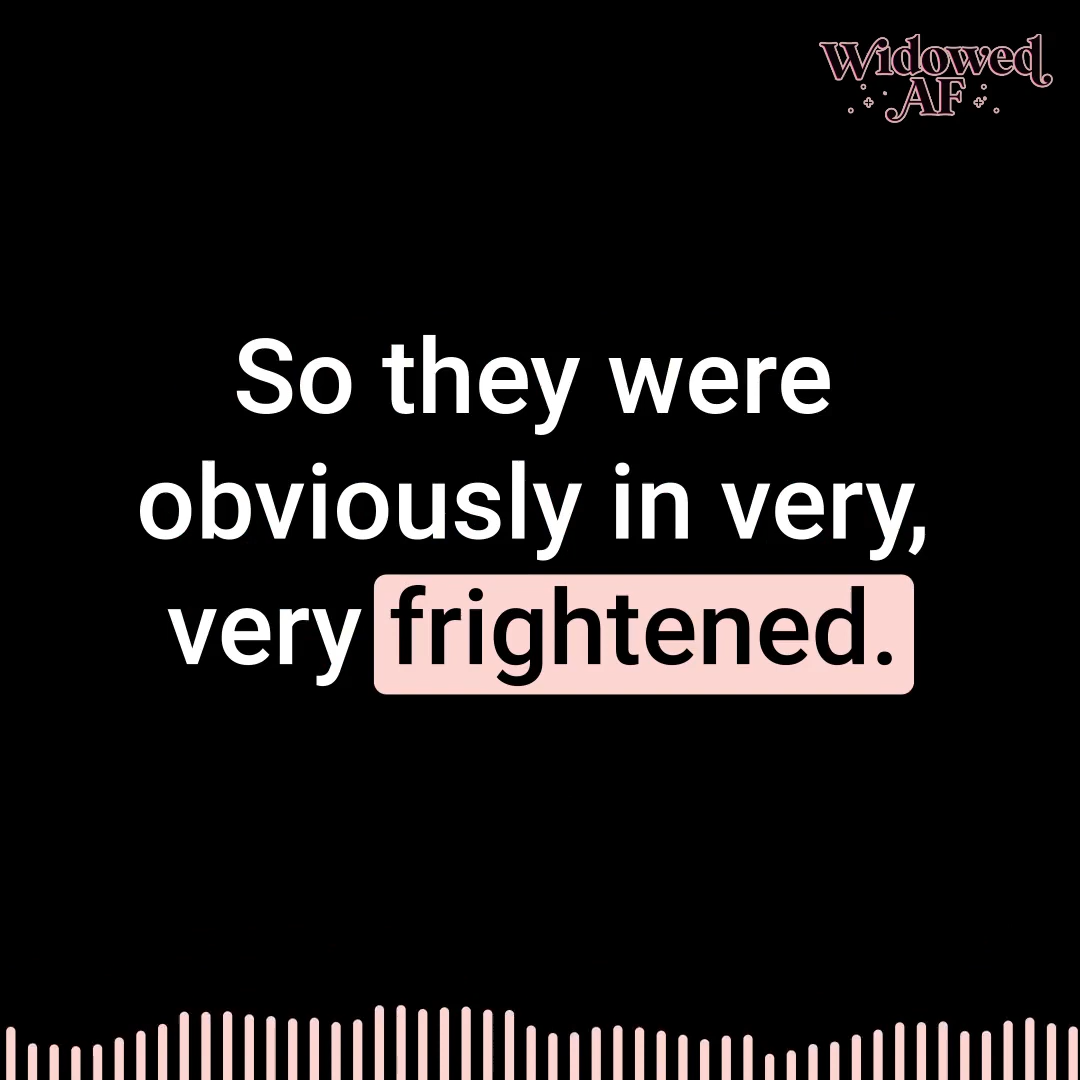 Widowed
AF
So they were
obviously in very,
very frightened.